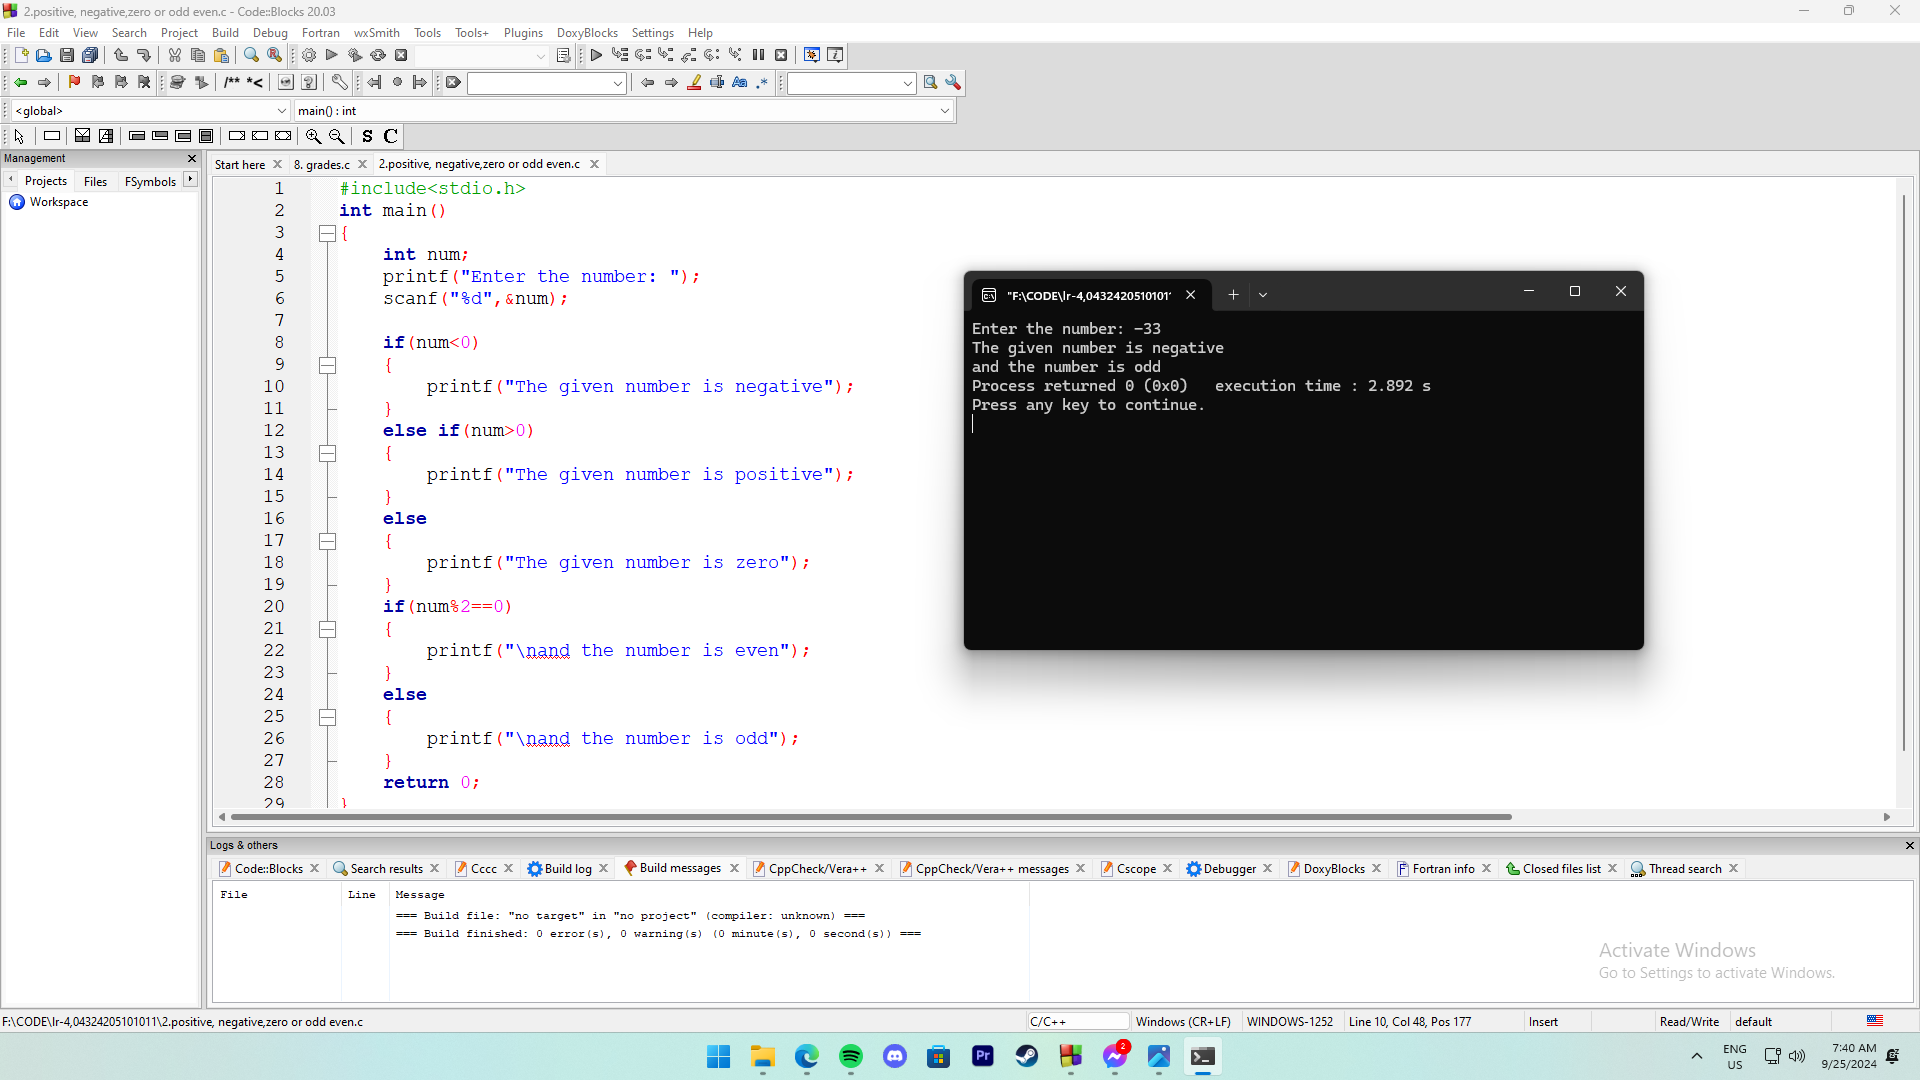 2.positive, negative,zero or odd even.c - Code::Blocks 20.03
File Edit View Search Project Build Debug Fortran wxSmith Tools Tools+ Plugins DoxyBlocks Settings Help
/** *<
Aa .*
<global> main() : int
S C
Management
Projects Files FSymbols
Workspace
Start here 8. grades.c 2.positive, negative,zero or odd even.c
1 #include<stdio.h>
2 int main()
3 {
4 int num;
5 printf("Enter the number: ");
6 scanf("%d",&num);
7
8 if(num<0)
9 {
10 printf("The given number is negative");
11 }
12 else if(num>0)
13 {
14 printf("The given number is positive");
15 }
16 else
17 {
18 printf("The given number is zero");
19 }
20 if(num%2==0)
21 {
22 printf("\nand the number is even");
23 }
24 else
25 {
26 printf("\nand the number is odd");
27 }
28 return 0;
29 }
"F:\CODE\lr-4,0432420510101'
Enter the number: -33
The given number is negative
and the number is odd
Process returned 0 (0x0)   execution time : 2.892 s
Press any key to continue.
Logs & others
Code::Blocks Search results Cccc Build log Build messages CppCheck/Vera++ CppCheck/Vera++ messages Cscope Debugger DoxyBlocks Fortran info Closed files list Thread search
File Line Message
=== Build file: "no target" in "no project" (compiler: unknown) ===
=== Build finished: 0 error(s), 0 warning(s) (0 minute(s), 0 second(s)) ===
Activate Windows
Go to Settings to activate Windows.
F:\CODE\lr-4,04324205101011\2.positive, negative,zero or odd even.c C/C++ Windows (CR+LF) WINDOWS-1252 Line 10, Col 48, Pos 177 Insert Read/Write default
Pr
2
ENG
US
7:40 AM
9/25/2024